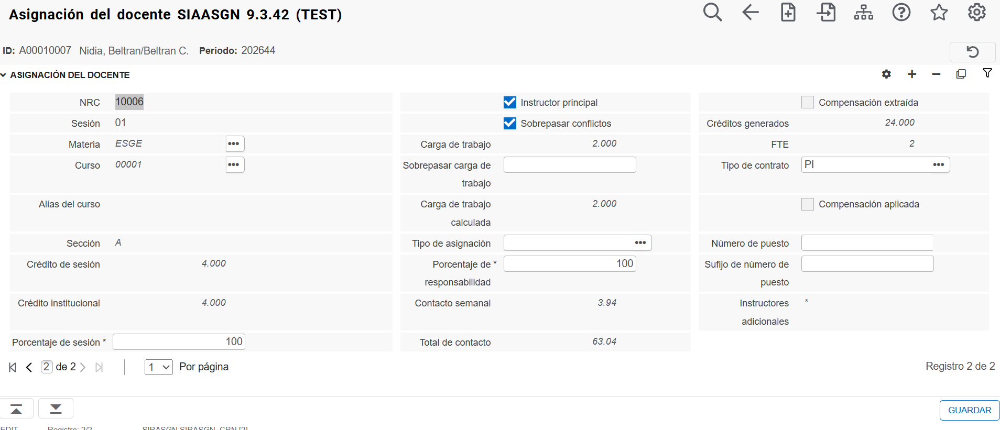 Asignación del docente SIAASGN 9.3.42 (TEST)
ID: A00010007 Nidia, Beltran/Beltran C. Periodo: 202644
ASIGNACIÓN DEL DOCENTE
NRC 10006
Sesión 01
Materia ESGE
Curso 00001
Alias del curso
Sección A
Crédito de sesión 4.000
Crédito institucional 4.000
Porcentaje de sesión * 100
Instructor principal
Sobrepasar conflictos
Carga de trabajo 2.000
Sobrepasar carga de
trabajo
Carga de trabajo 2.000
calculada
Tipo de asignación
Porcentaje de * 100
responsabilidad
Contacto semanal 3.94
Total de contacto 63.04
Compensación extraída
Créditos generados 24.000
FTE 2
Tipo de contrato PI
Compensación aplicada
Número de puesto
Sufijo de número de
puesto
Instructores *
adicionales
2 de 2 1 Por página Registro 2 de 2
GUARDAR
EDIT Registro: 2/2 SIRASGN.SIRASGN_CRN [2]